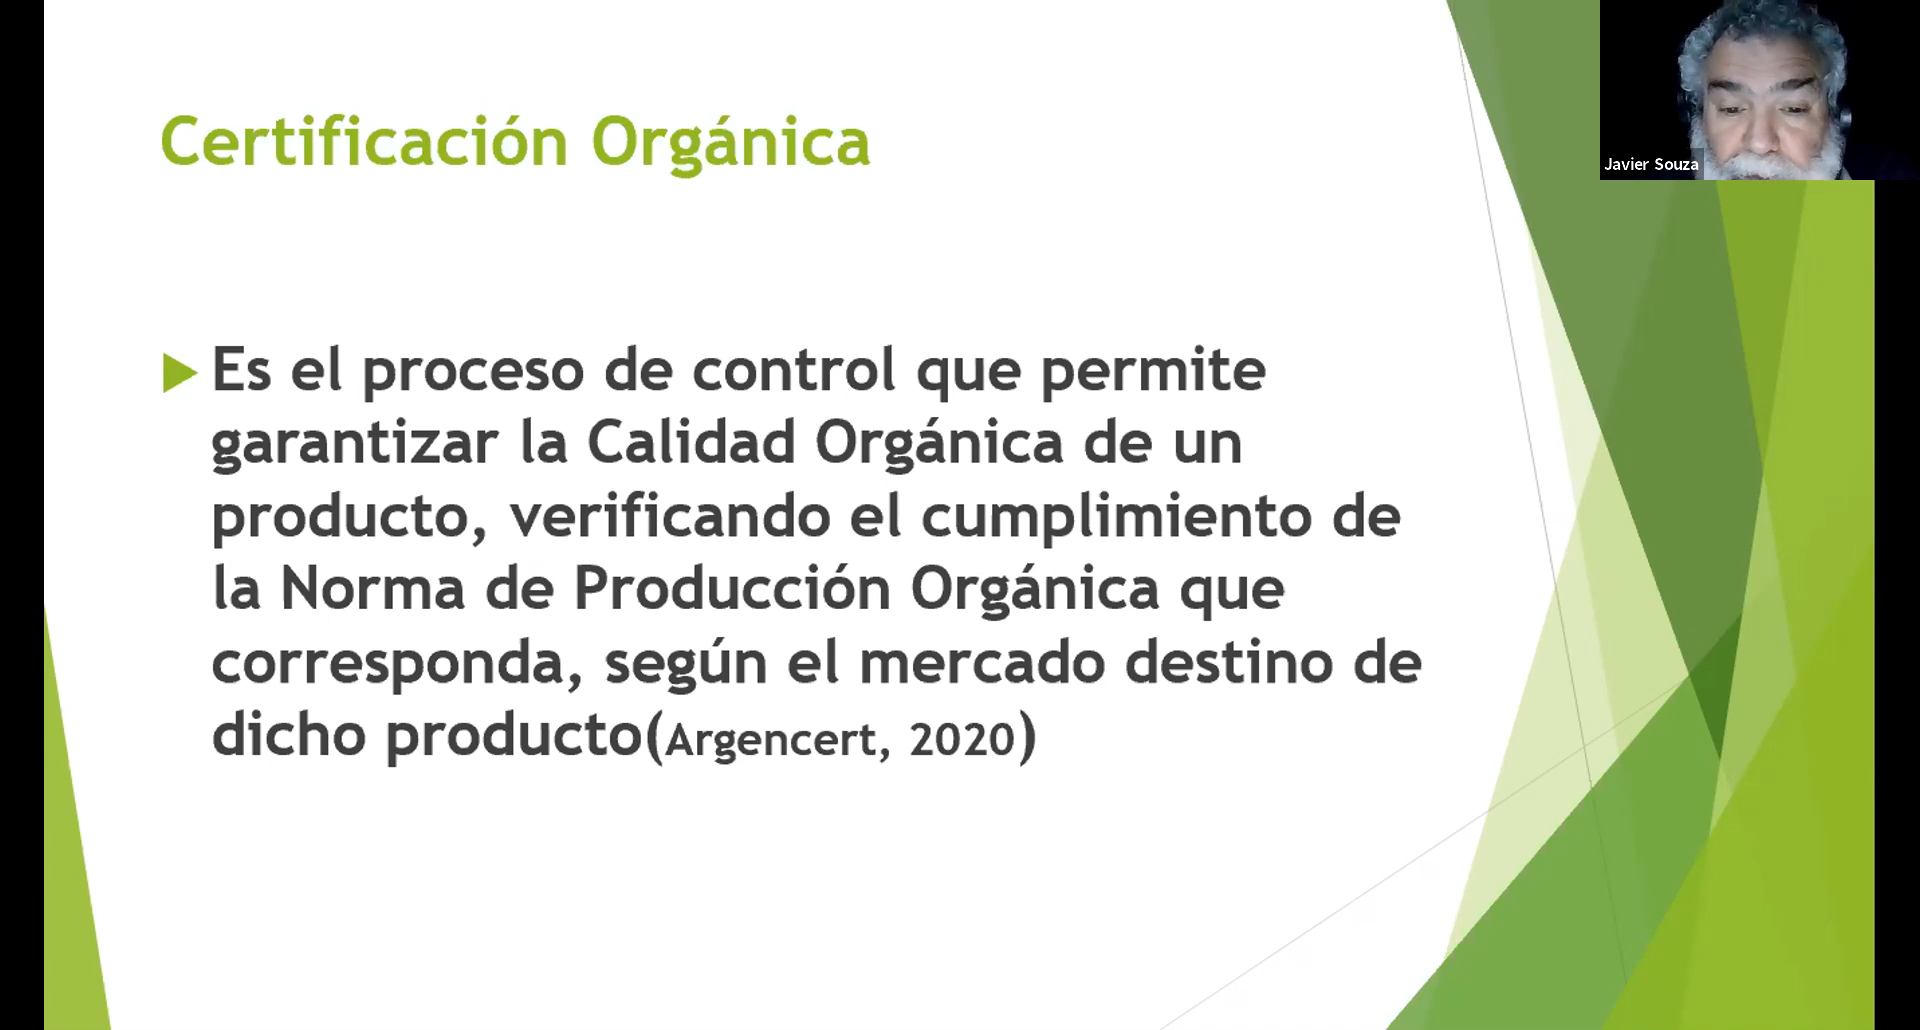 Certificación Orgánica
Javier Souza
Es el proceso de control que permite
garantizar la Calidad Orgánica de un
producto, verificando el cumplimiento de
la Norma de Producción Orgánica que
corresponda, según el mercado destino de
dicho producto(Argencert, 2020)